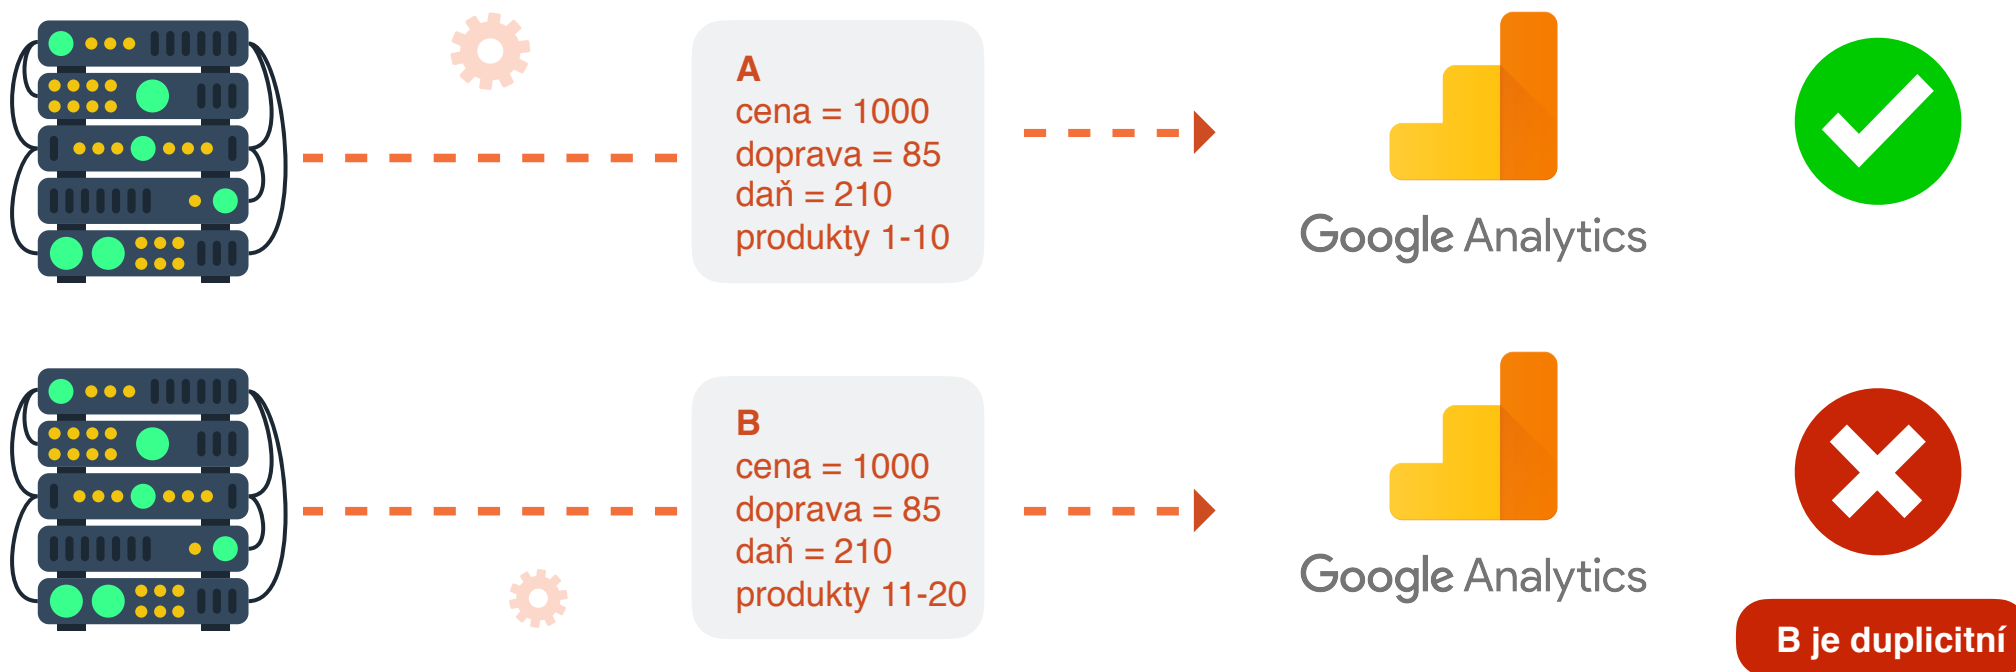 A
cena = 1000
doprava = 85
daň = 210
produkty 1-10
Google Analytics
B
cena = 1000
doprava = 85
daň = 210
produkty 11-20
Google Analytics
B je duplicitní